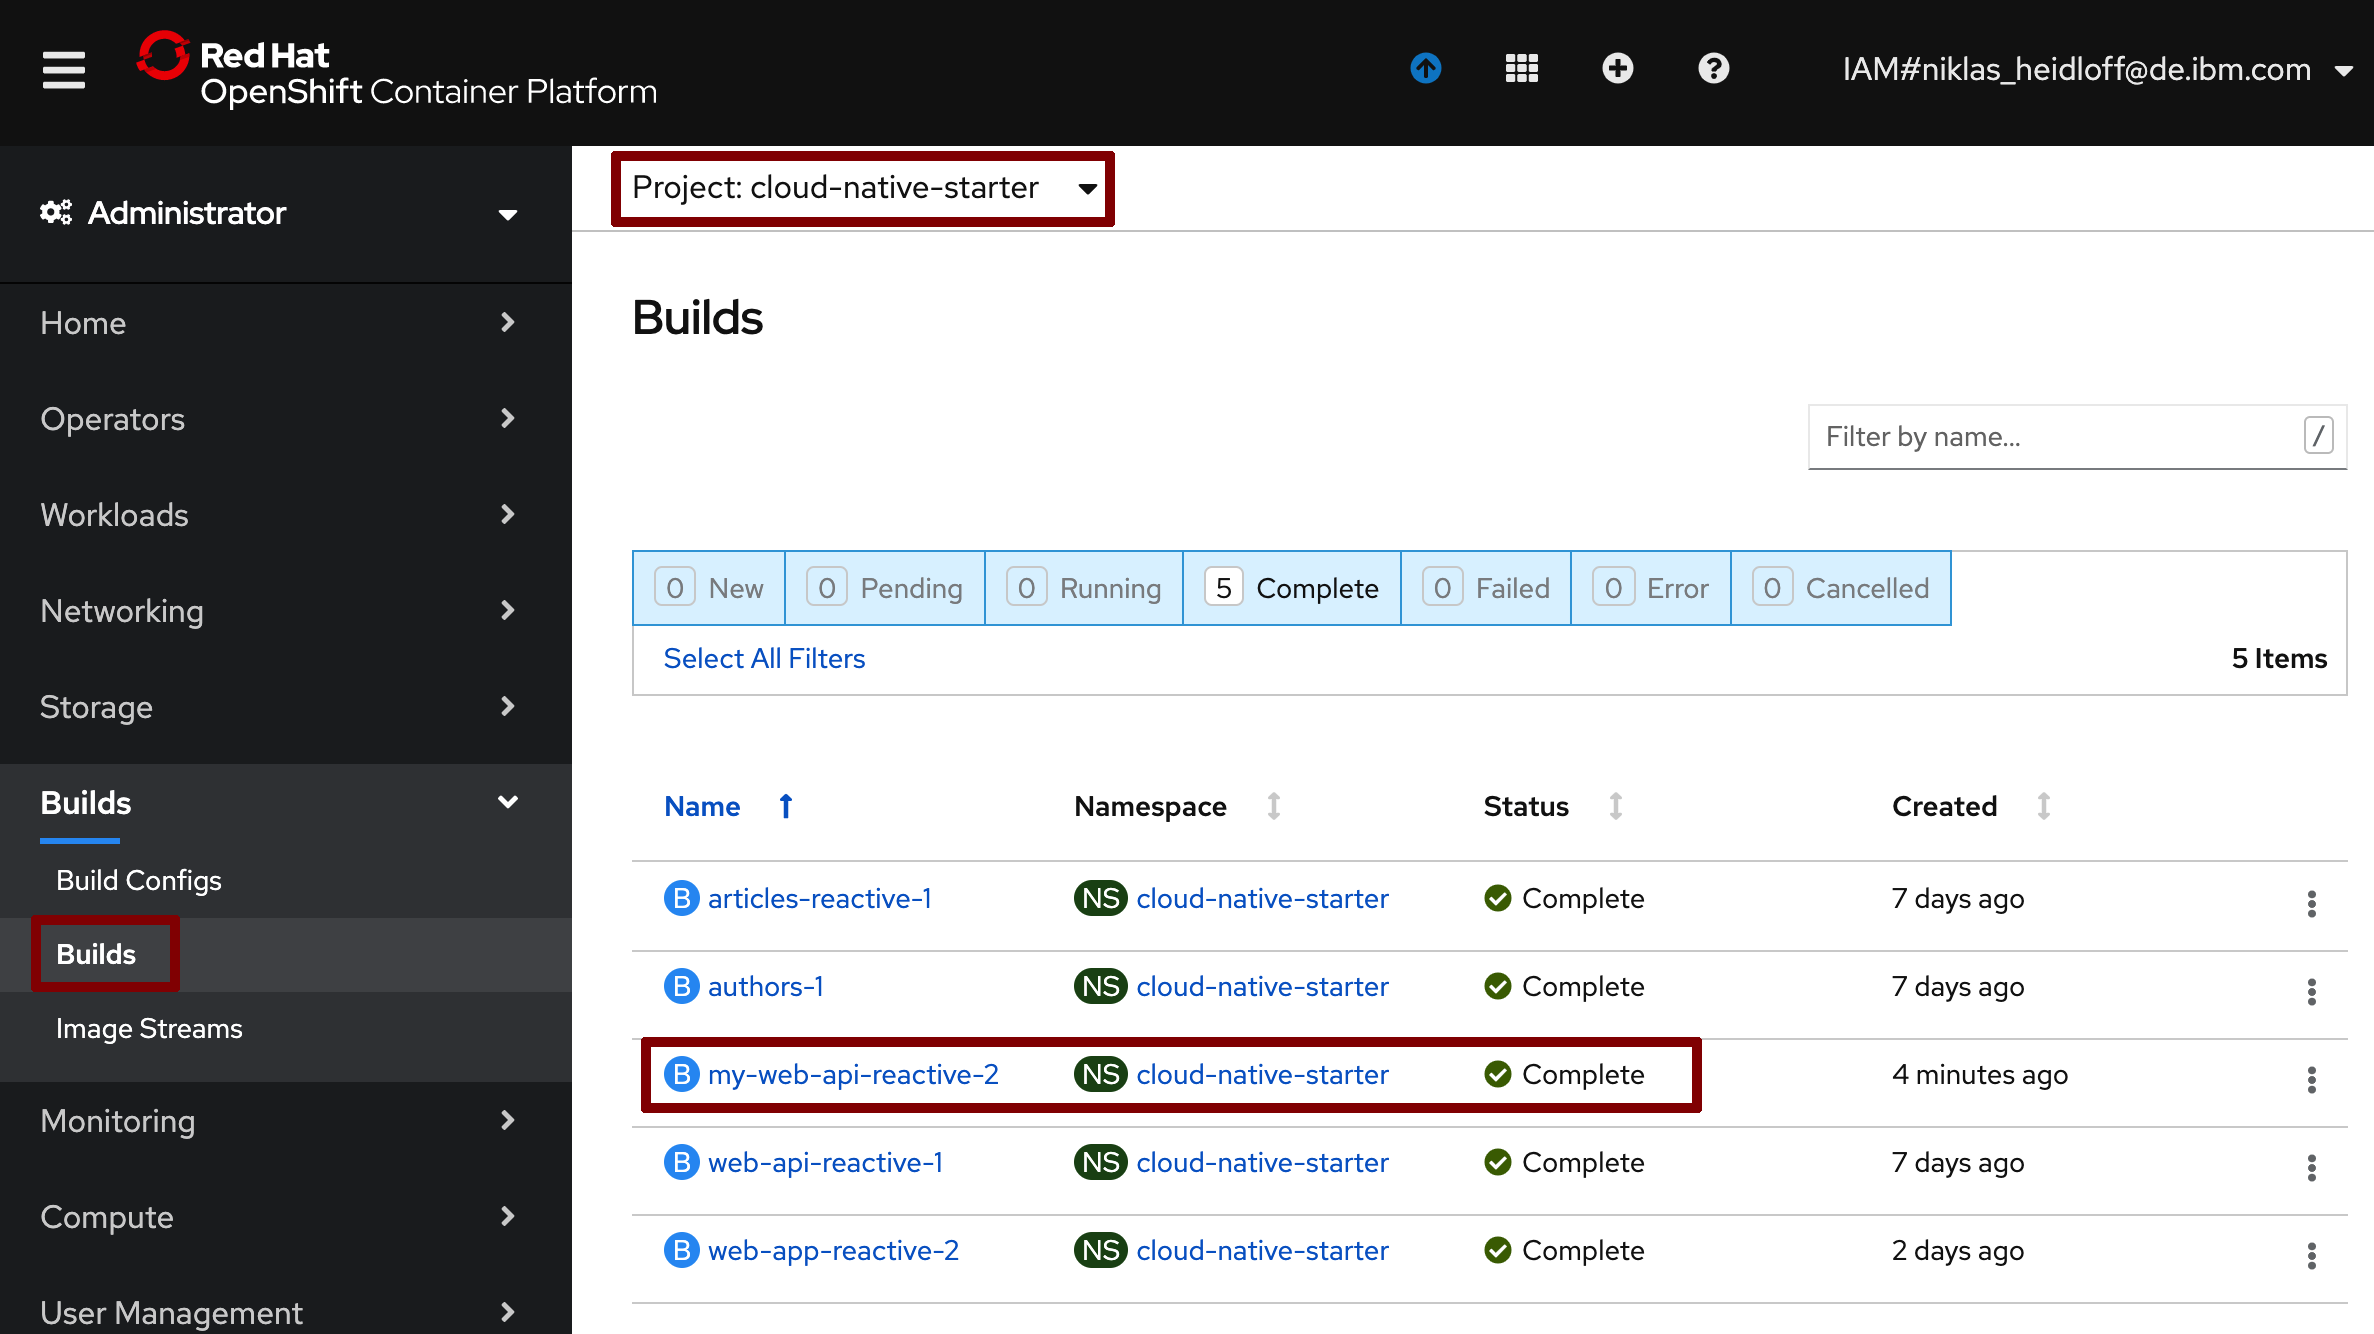 Red Hat
OpenShift Container Platform
IAM#niklas_heidloff@de.ibm.com
Administrator
Home
Operators
Workloads
Networking
Storage
Builds
Build Configs
Builds
Image Streams
Monitoring
Compute
User Management
Project: cloud-native-starter
Builds
Filter by name...
/
0 New 0 Pending 0 Running 5 Complete 0 Failed 0 Error 0 Cancelled
Select All Filters 5 Items
Name Namespace Status Created
B articles-reactive-1 NS cloud-native-starter Complete 7 days ago
B authors-1 NS cloud-native-starter Complete 7 days ago
B my-web-api-reactive-2 NS cloud-native-starter Complete 4 minutes ago
B web-api-reactive-1 NS cloud-native-starter Complete 7 days ago
B web-app-reactive-2 NS cloud-native-starter Complete 2 days ago